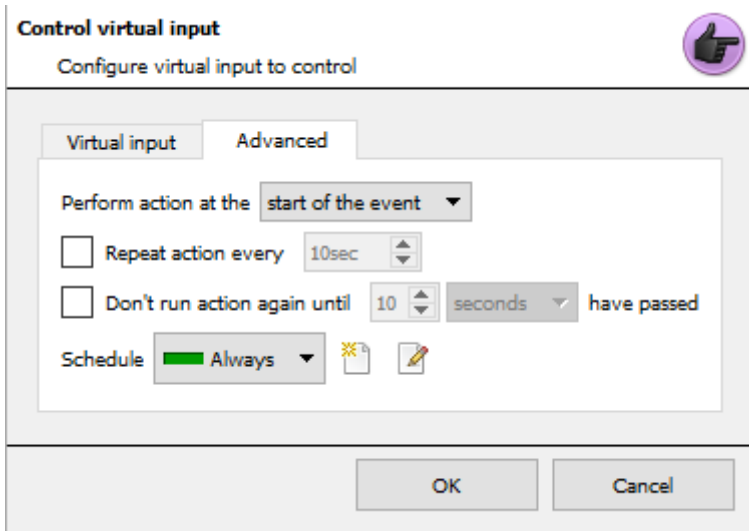 Control virtual input
Configure virtual input to control
Virtual input Advanced
Perform action at the start of the event
Repeat action every 10sec
Don't run action again until 10 seconds have passed
Schedule Always
OK Cancel